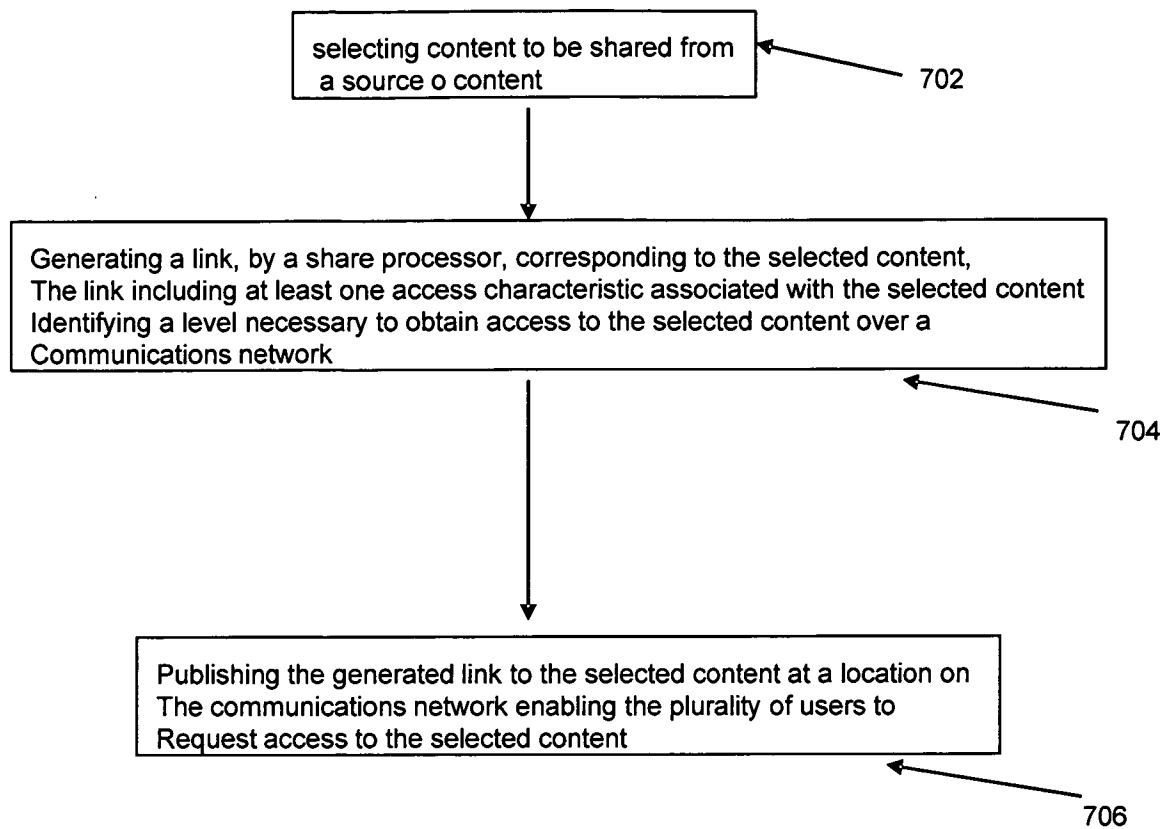 selecting content to be shared from
a source o content
702
Generating a link, by a share processor, corresponding to the selected content,
The link including at least one access characteristic associated with the selected content
Identifying a level necessary to obtain access to the selected content over a
Communications network
704
Publishing the generated link to the selected content at a location on
The communications network enabling the plurality of users to
Request access to the selected content
706